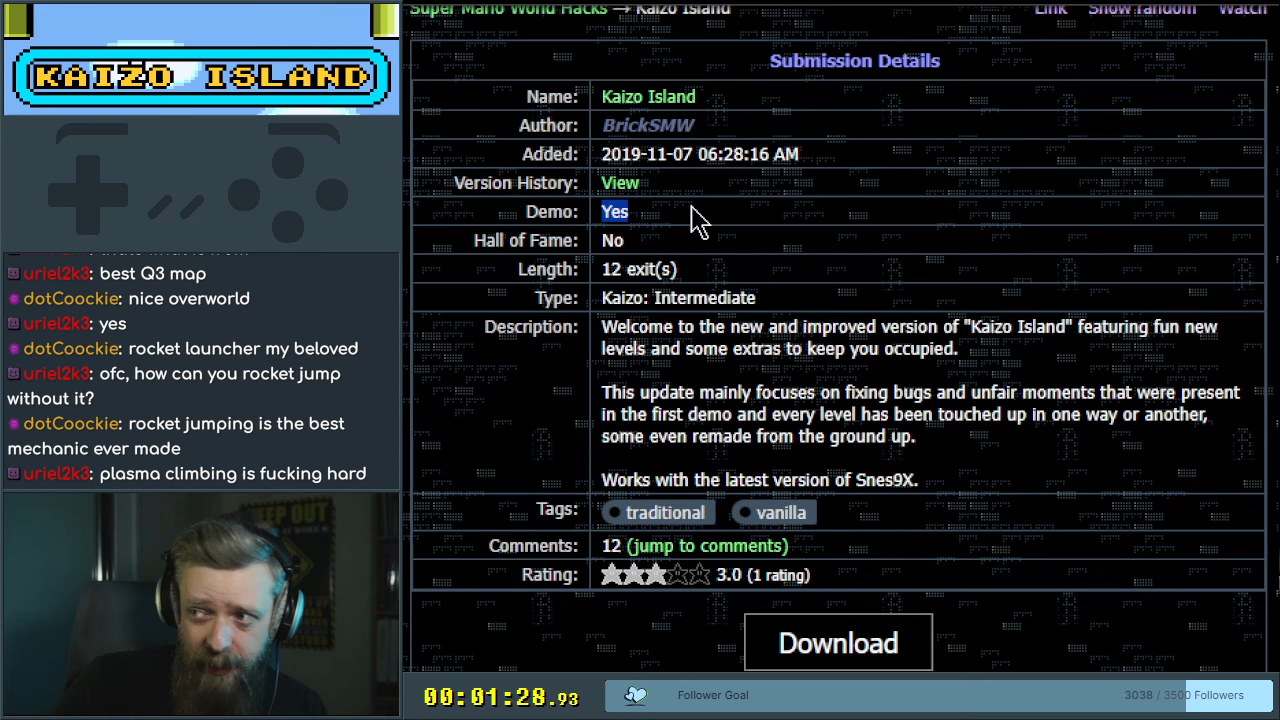 KAIZO ISLAND
uriel2k3: best Q3 map
dotCoockie: nice overworld
uriel2k3: yes
dotCoockie: rocket launcher my beloved
uriel2k3: ofc, how can you rocket jump
without it?
dotCoockie: rocket jumping is the best
mechanic ever made
uriel2k3: plasma climbing is fucking hard
00:01:28.93
Super Mario World Hacks → Kaizo Island
Link Show random Watch
Submission Details
Name: Kaizo Island
Author: BrickSMW
Added: 2019-11-07 06:28:16 AM
Version History: View
Demo: Yes
Hall of Fame: No
Length: 12 exit(s)
Type: Kaizo: Intermediate
Description: Welcome to the new and improved version of "Kaizo Island" featuring fun new
levels and some extras to keep you occupied.
This update mainly focuses on fixing bugs and unfair moments that were present
in the first demo and every level has been touched up in one way or another,
some even remade from the ground up.
Works with the latest version of Snes9X.
Tags: traditional vanilla
Comments: 12 (jump to comments)
Rating: 3.0 (1 rating)
Download
Follower Goal 3038 / 3500 Followers